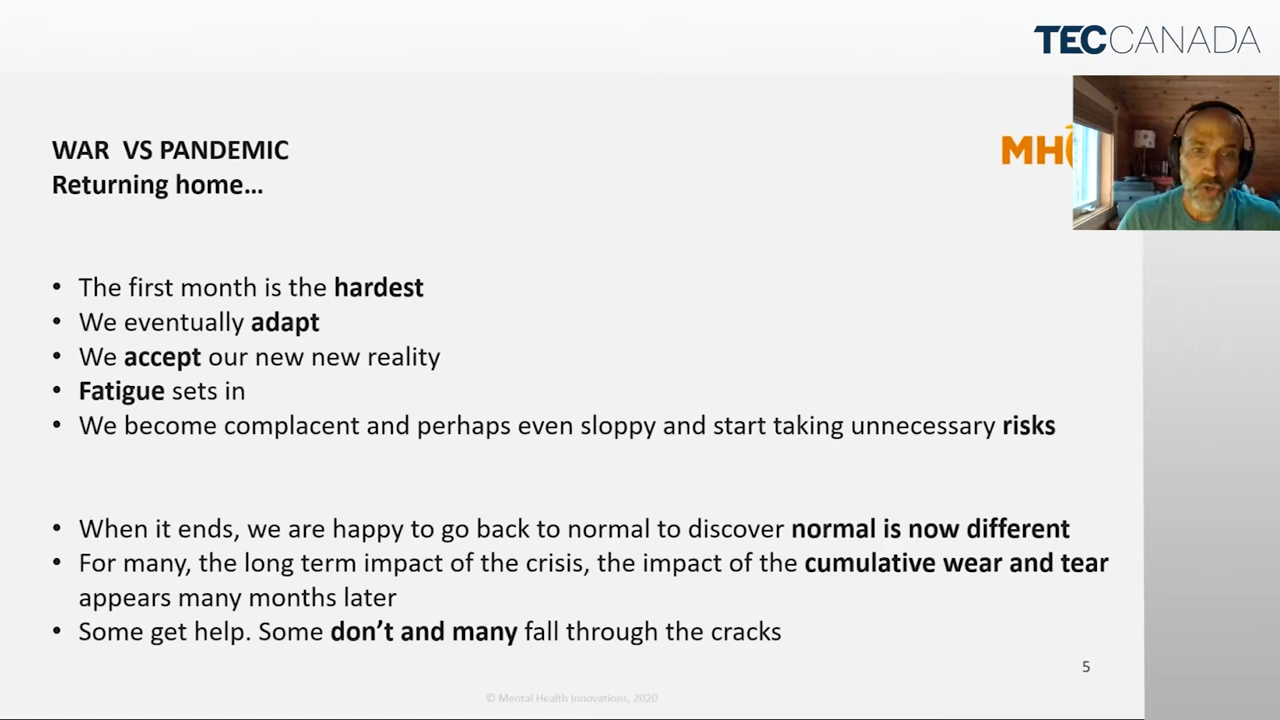 TECCANADA
WAR VS PANDEMIC
MH
Returning home…
• The first month is the hardest
• We eventually adapt
• We accept our new new reality
• Fatigue sets in
• We become complacent and perhaps even sloppy and start taking unnecessary risks
• When it ends, we are happy to go back to normal to discover normal is now different
• For many, the long term impact of the crisis, the impact of the cumulative wear and tear
appears many months later
• Some get help. Some don’t and many fall through the cracks
5
© Mental Health Innovations, 2020